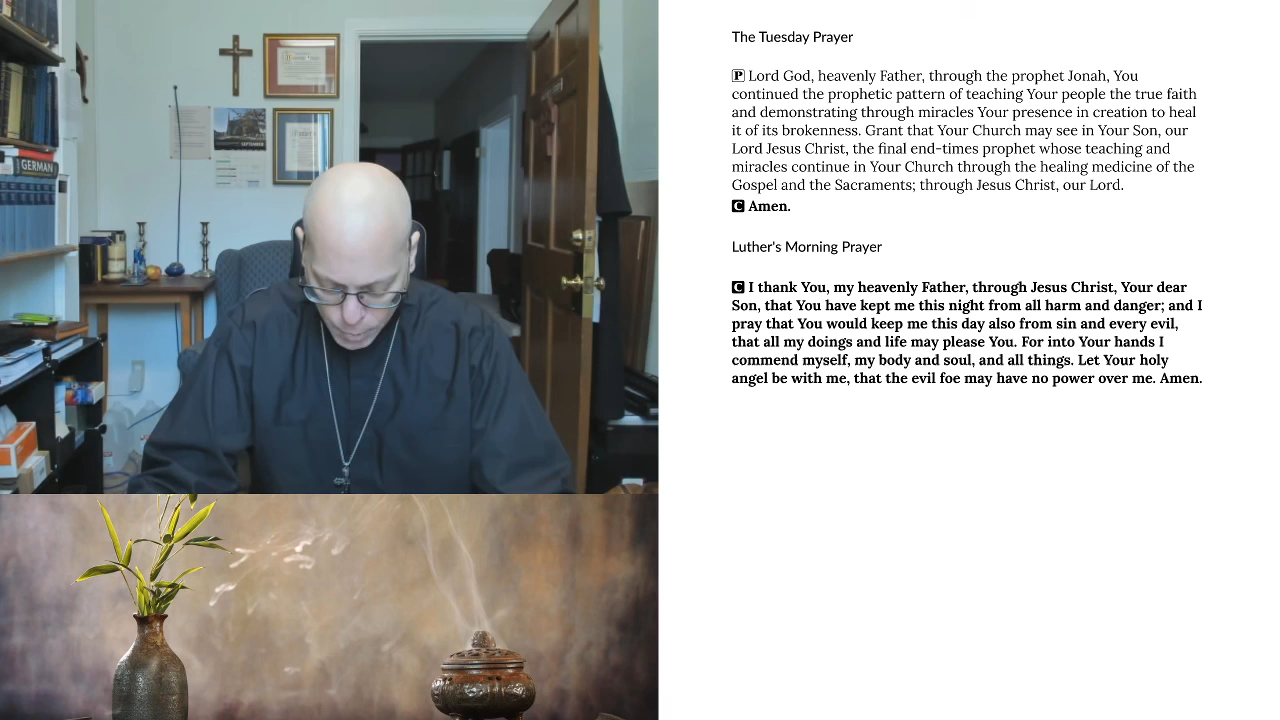 SEPTEMBER
GERMAN
The Tuesday Prayer
P Lord God, heavenly Father, through the prophet Jonah, You
continued the prophetic pattern of teaching Your people the true faith
and demonstrating through miracles Your presence in creation to heal
it of its brokenness. Grant that Your Church may see in Your Son, our
Lord Jesus Christ, the final end-times prophet whose teaching and
miracles continue in Your Church through the healing medicine of the
Gospel and the Sacraments; through Jesus Christ, our Lord.
C Amen.
Luther's Morning Prayer
C I thank You, my heavenly Father, through Jesus Christ, Your dear
Son, that You have kept me this night from all harm and danger; and I
pray that You would keep me this day also from sin and every evil,
that all my doings and life may please You. For into Your hands I
commend myself, my body and soul, and all things. Let Your holy
angel be with me, that the evil foe may have no power over me. Amen.